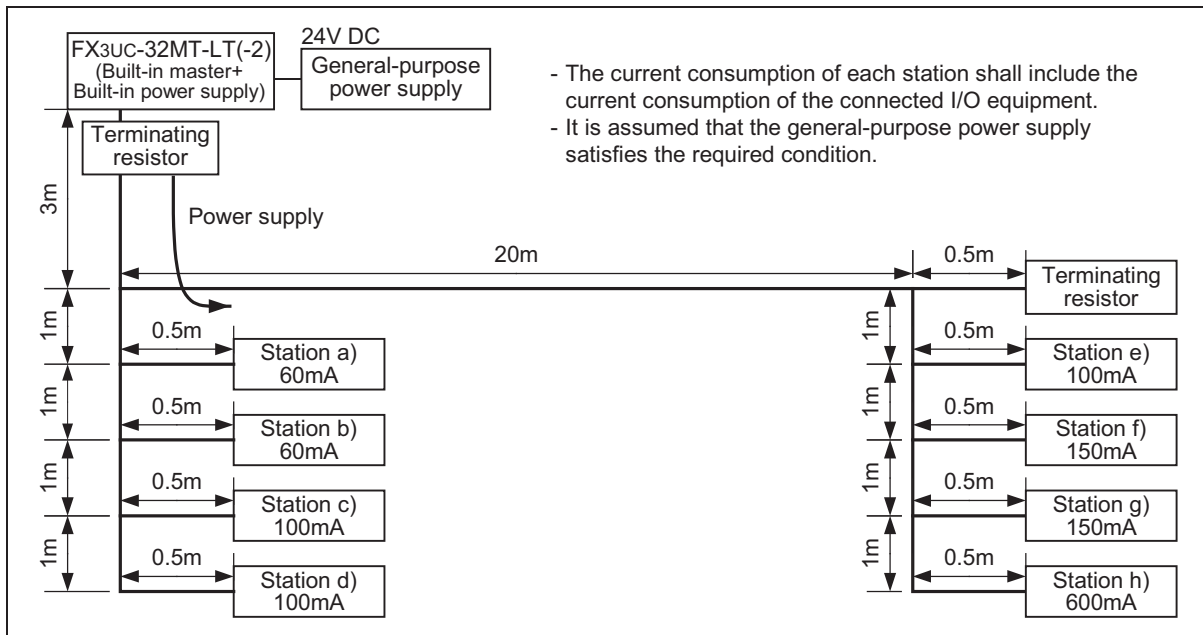 FX3UC-32MT-LT(-2)
(Built-in master+
Built-in power supply)
24V DC
General-purpose
power supply
- The current consumption of each station shall include the
current consumption of the connected I/O equipment.
- It is assumed that the general-purpose power supply
satisfies the required condition.
Terminating
resistor
3m
Power supply
20m
0.5m
Terminating
resistor
1m
0.5m
Station a)
60mA
1m
0.5m
Station b)
60mA
1m
0.5m
Station c)
100mA
1m
0.5m
Station d)
100mA
1m
0.5m
Station e)
100mA
1m
0.5m
Station f)
150mA
1m
0.5m
Station g)
150mA
1m
0.5m
Station h)
600mA